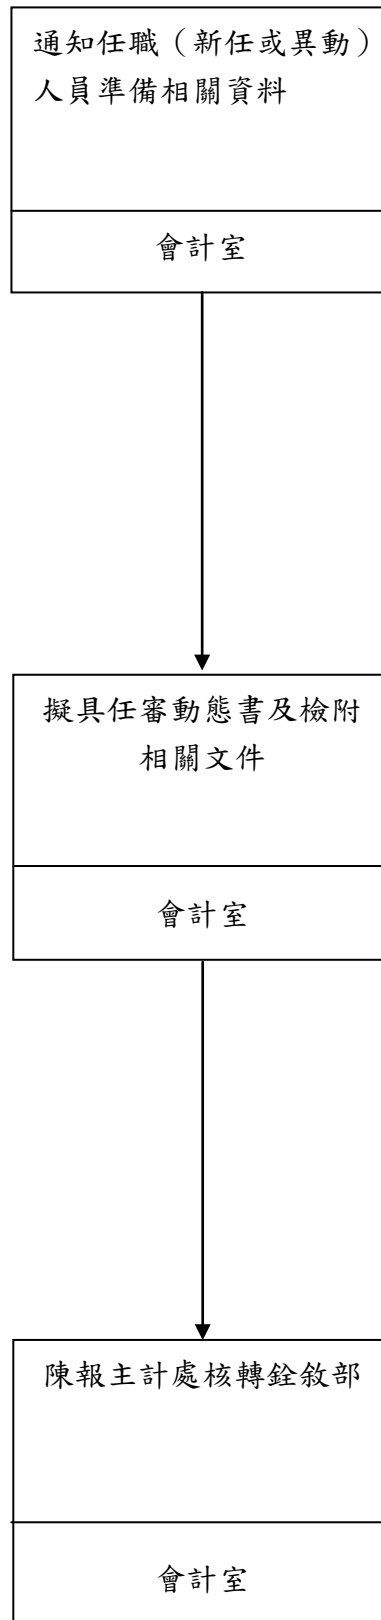 通知任職（新任或異動）
人員準備相關資料
會計室
擬具任審動態書及檢附
相關文件
會計室
陳報主計處核轉銓敘部
會計室